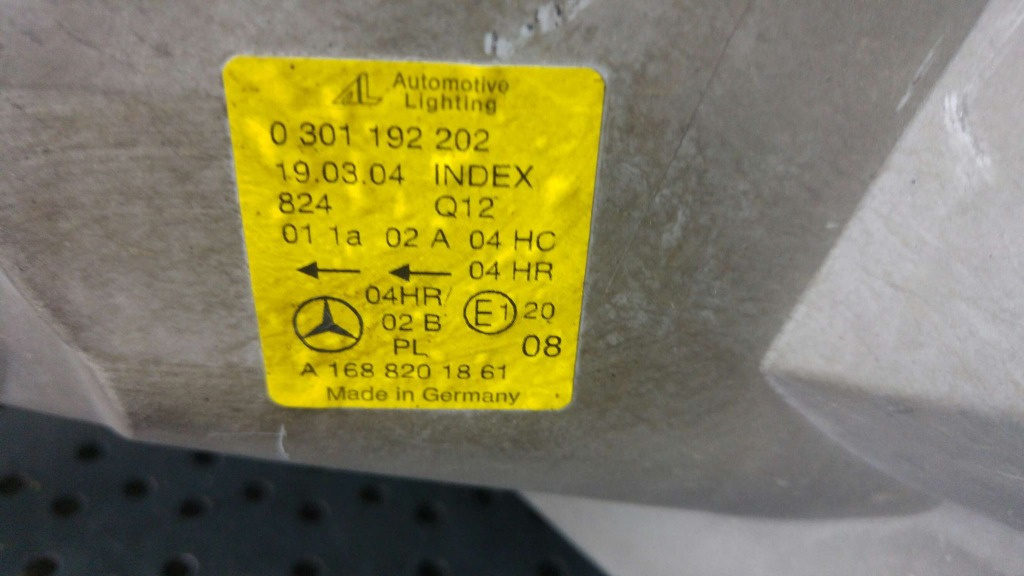 AL Automotive
Lighting
0 301 192 202
19.03.04 INDEX
824 Q12
01 1a 02 A 04 HC
04 HR
04HR/ E1 20
02 B
PL 08
A 168 820 18 61
Made in Germany